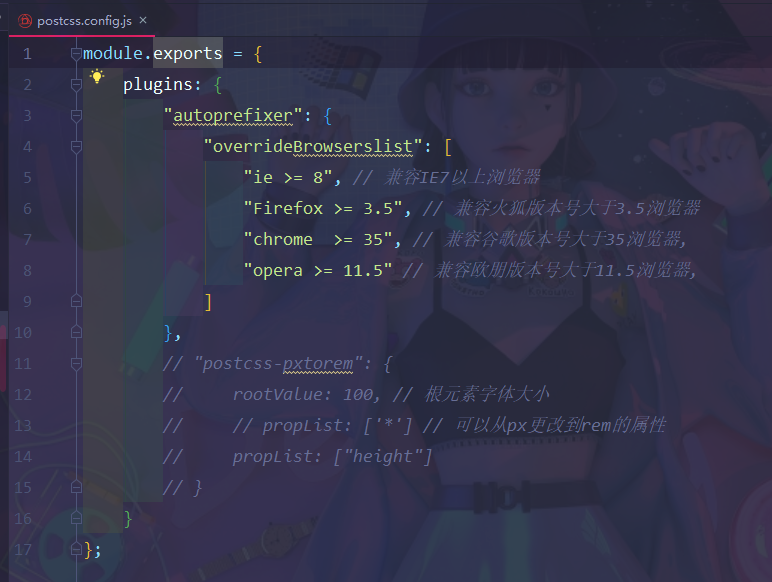 postcss.config.js ×
1 module.exports = {
2 plugins: {
3 "autoprefixer": {
4 "overrideBrowserslist": [
5 "ie >= 8", // 兼容IE7以上浏览器
6 "Firefox >= 3.5", // 兼容火狐版本号大于3.5浏览器
7 "chrome  >= 35", // 兼容谷歌版本号大于35浏览器,
8 "opera >= 11.5" // 兼容欧朋版本号大于11.5浏览器,
9 ]
10 },
11 // "postcss-pxtorem": {
12 //     rootValue: 100, // 根元素字体大小
13 //     // propList: ['*'] // 可以从px更改到rem的属性
14 //     propList: ["height"]
15 // }
16 }
17 };